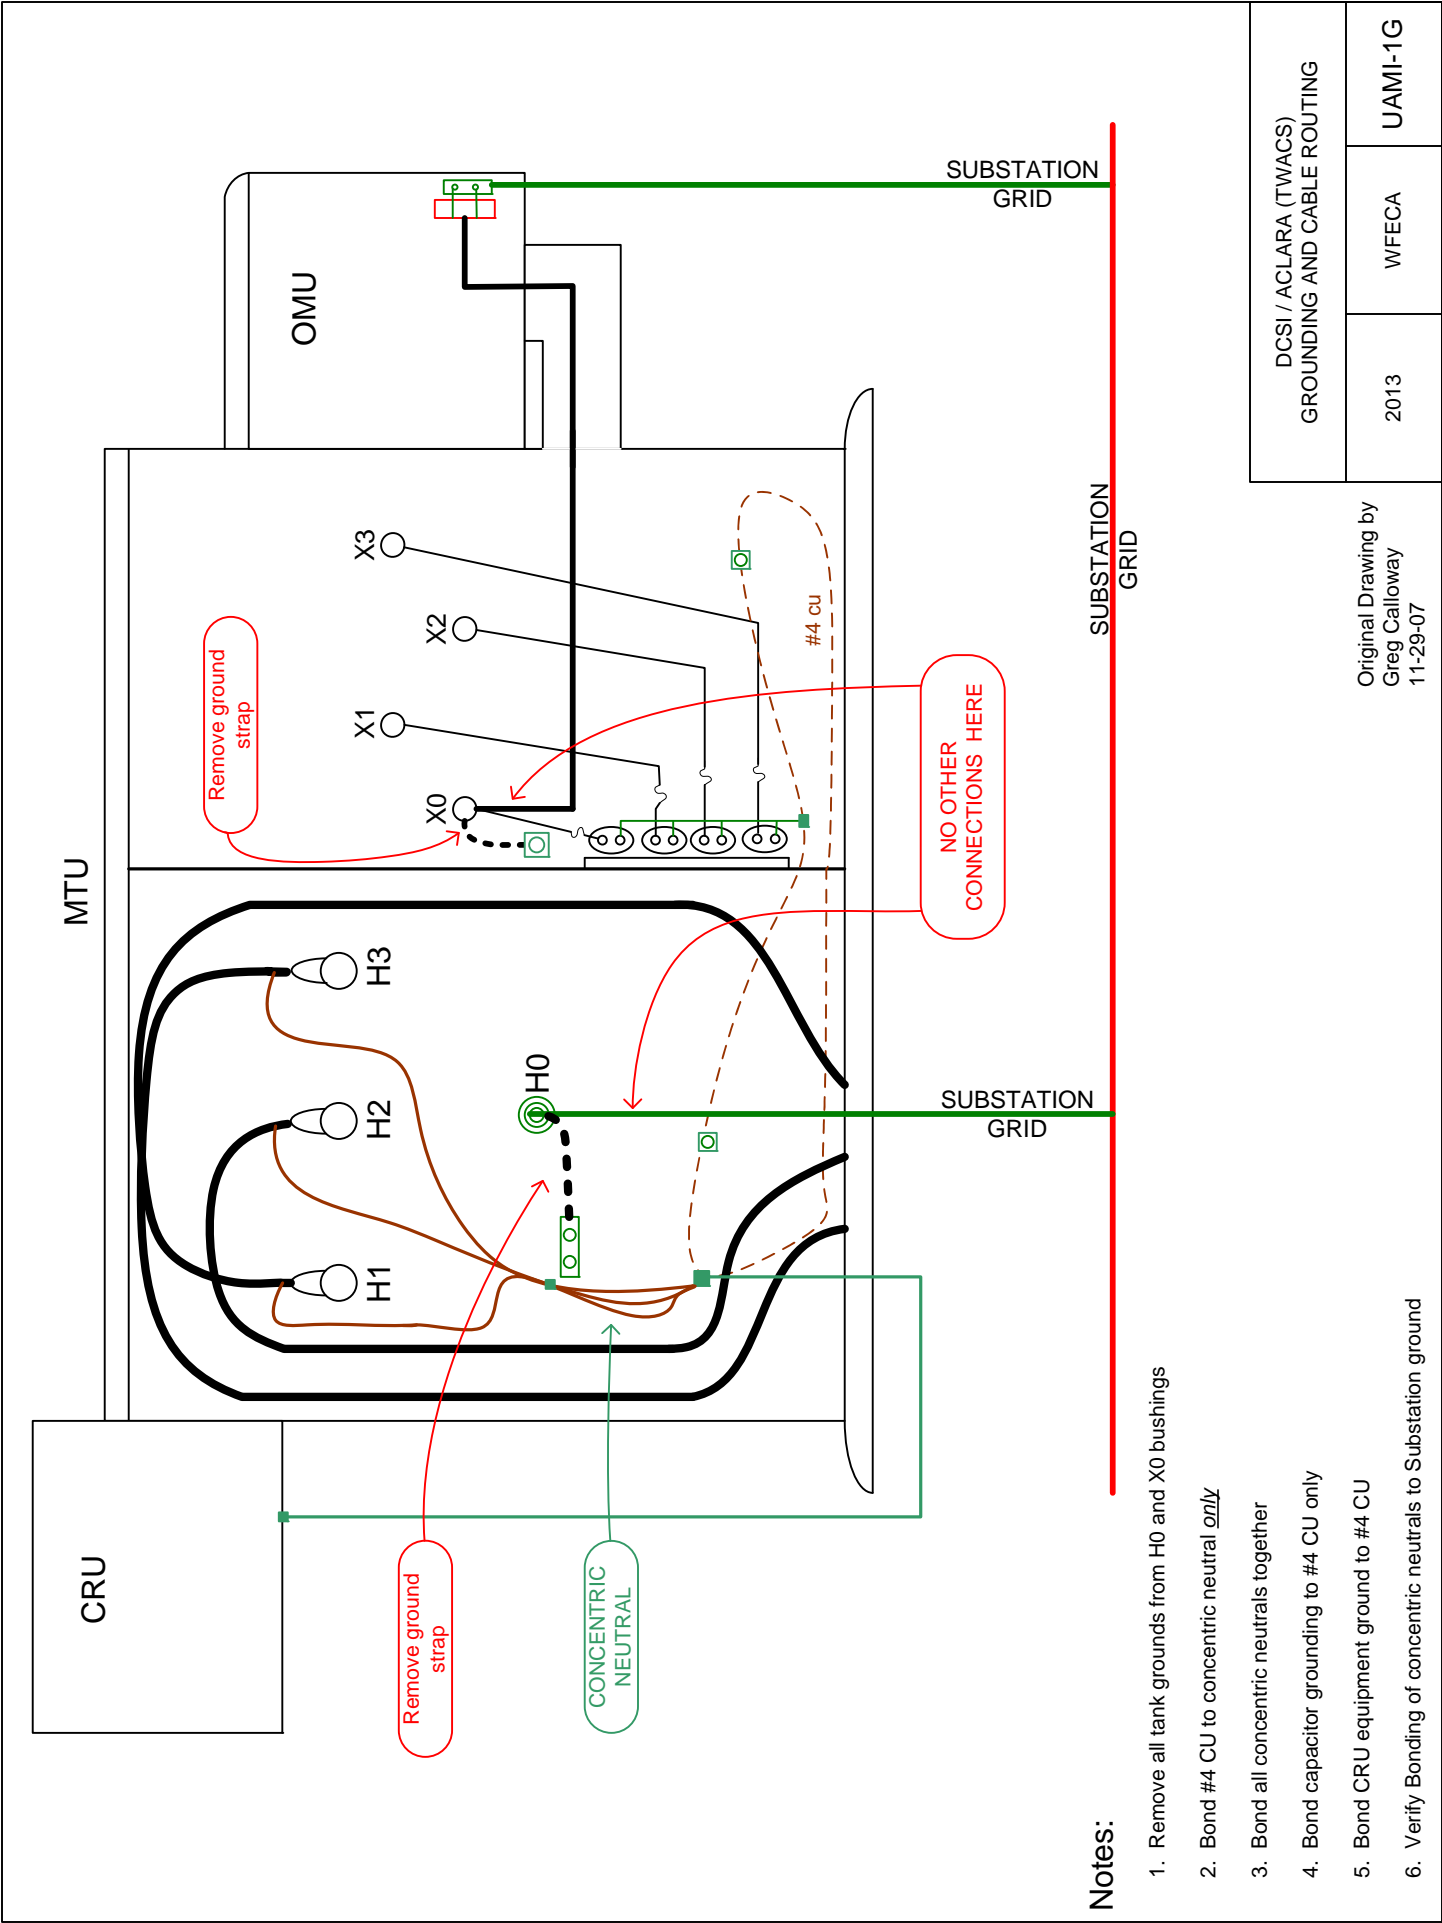 MTU
CRU
OMU
Remove ground
strap
X0
X1
X2
X3
H1
H2
H3
H0
#4 cu
Remove ground
strap
CONCENTRIC
NEUTRAL
NO OTHER
CONNECTIONS HERE
SUBSTATION
GRID
SUBSTATION
GRID
SUBSTATION
GRID
Notes:
1. Remove all tank grounds from H0 and X0 bushings
2. Bond #4 CU to concentric neutral only
3. Bond all concentric neutrals together
4. Bond capacitor grounding to #4 CU only
5. Bond CRU equipment ground to #4 CU
6. Verify Bonding of concentric neutrals to Substation ground
Original Drawing by
Greg Calloway
11-29-07
DCSI / ACLARA (TWACS)
GROUNDING AND CABLE ROUTING
2013
WFECA
UAMI-1G